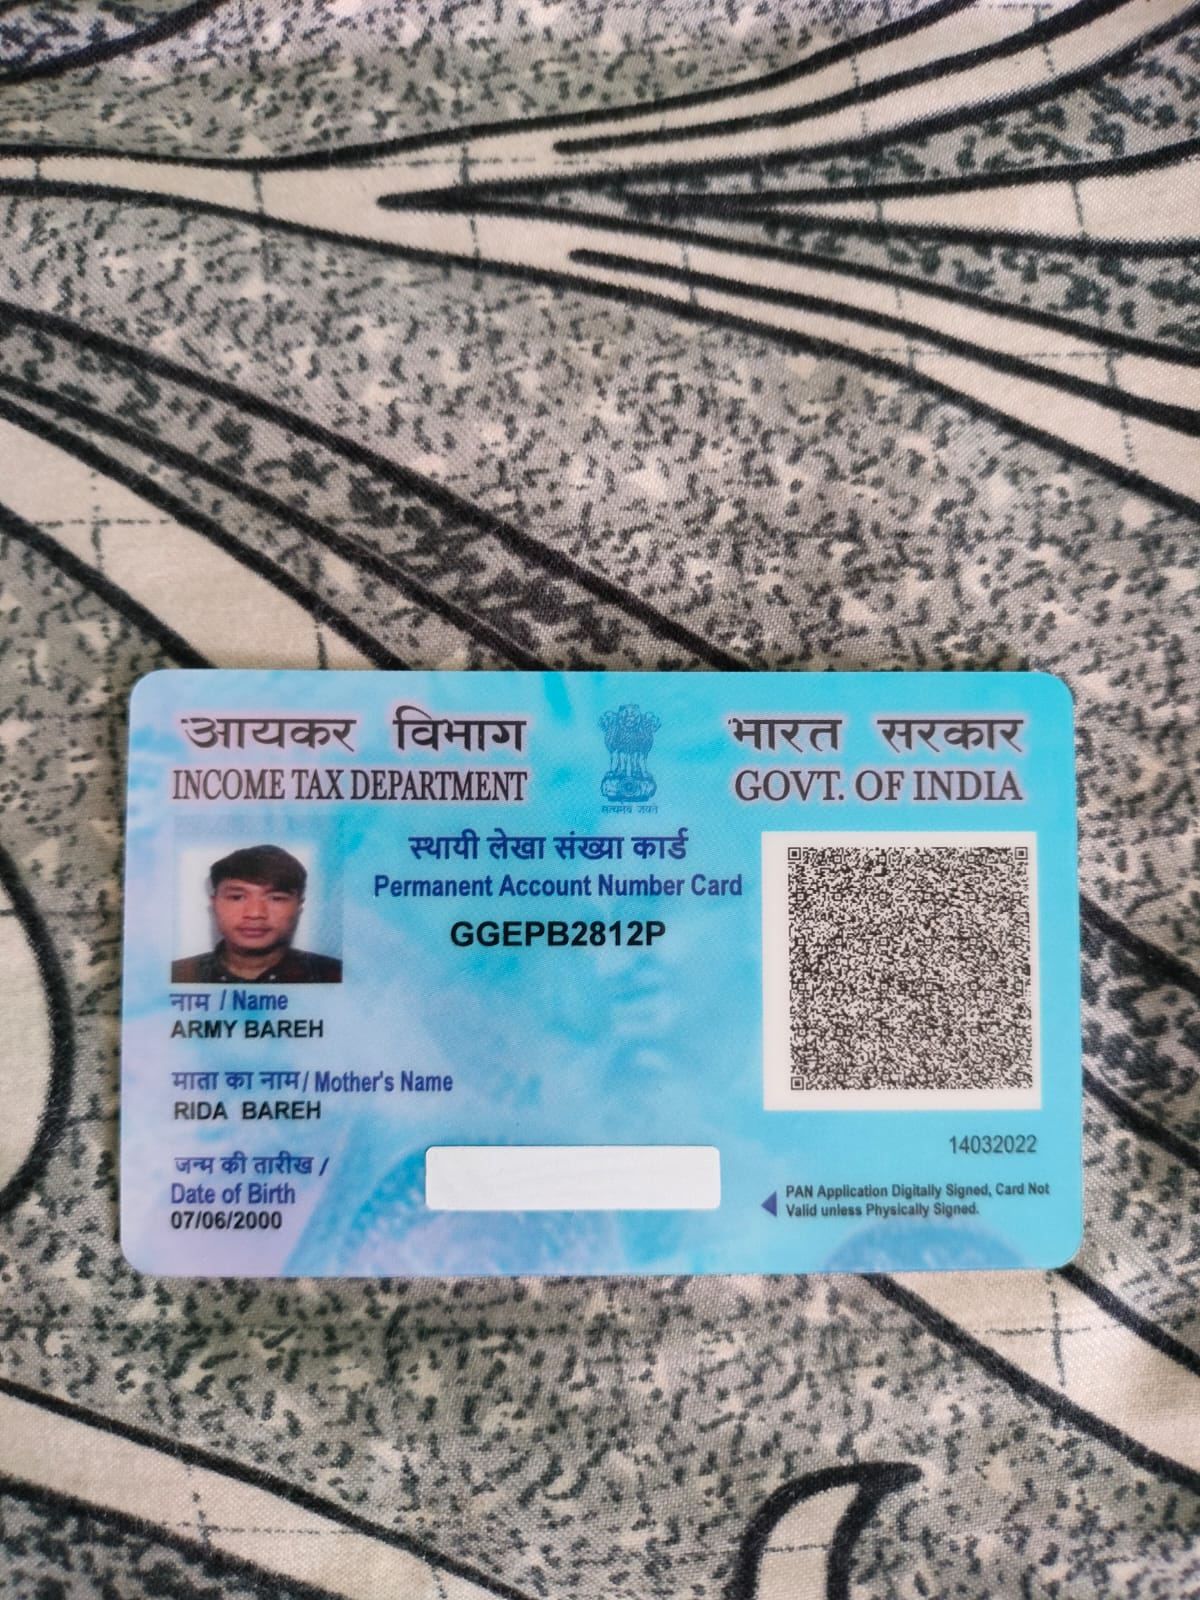 आयकर विभाग
INCOME TAX DEPARTMENT
सत्यमेव जयते
भारत सरकार
GOVT. OF INDIA
स्थायी लेखा संख्या कार्ड
Permanent Account Number Card
GGEPB2812P
नाम / Name
ARMY BAREH
माता का नाम/ Mother's Name
RIDA BAREH
जन्म की तारीख /
Date of Birth
07/06/2000
14032022
PAN Application Digitally Signed, Card Not
Valid unless Physically Signed.